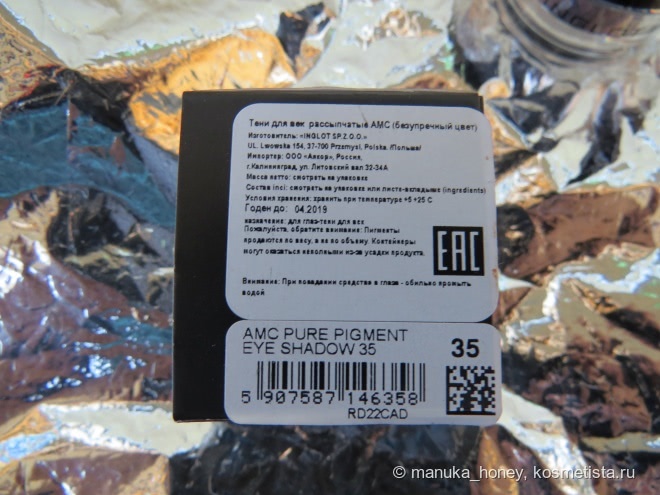 Тени для век рассыпчатые AMC (безупречный цвет)
Изготовитель: «INGLOT SP.Z.O.O.»
UL. Lwowska 154, 37-700 Przemysl, Polska. /Польша/
Импортер: ООО «Алкор», Россия,
г.Калининград, ул. Литовский вал 32-34А
Масса нетто: смотреть на упаковке
Состав inci: смотреть на упаковке или листе-вкладыше (ingredients)
Условия хранения: хранить при температуре +5 +25 С
Годен до: 04.2019
назначение: для глаз-тени для век
Пожалуйста, обратите внимание: Пигменты
продаются по весу, а не по объему. Контейнеры
могут оказаться неполными из-за усадки продукта.
EAC
Внимание: При попадании средства в глаза - обильно промыть
водой
AMC PURE PIGMENT
EYE SHADOW 35
35
5 907587 146358
RD22CAD
© manuka_honey, kosmetista.ru